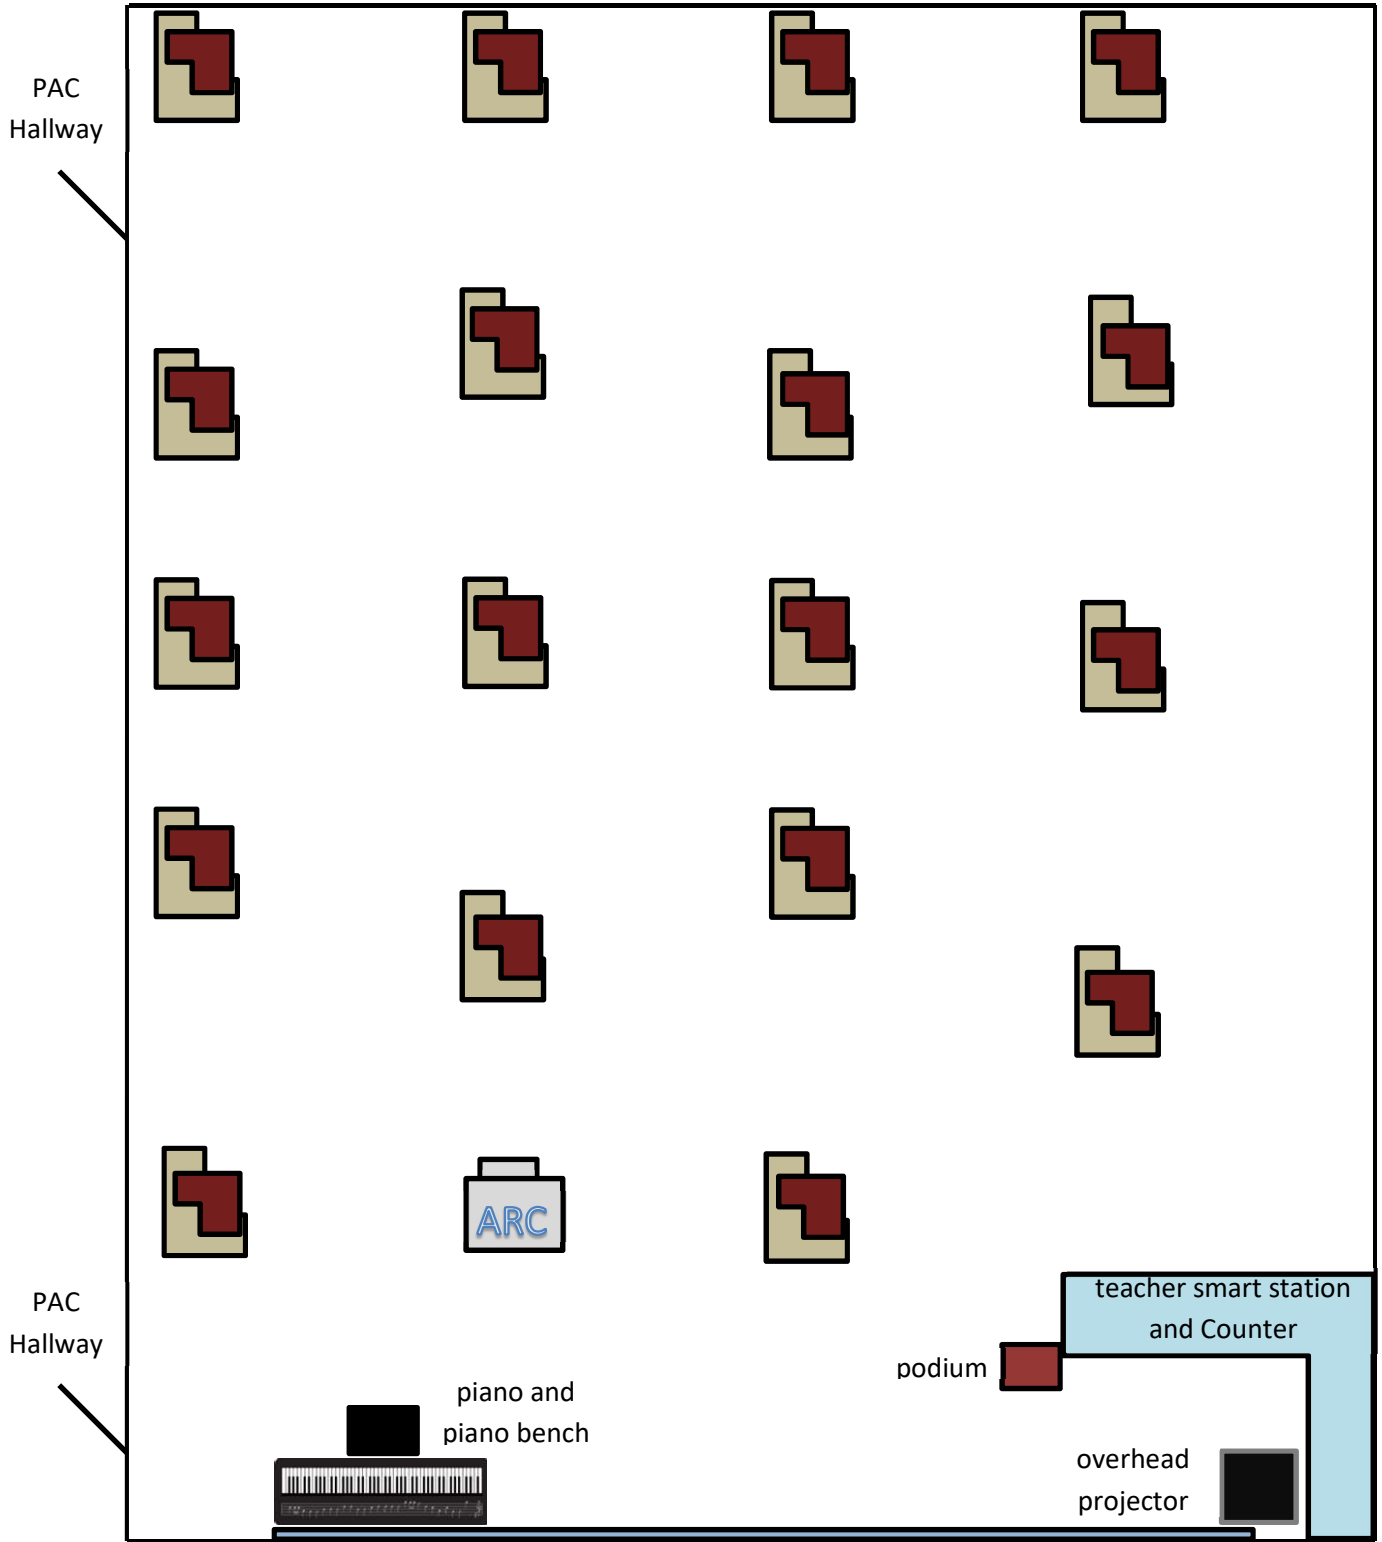 PAC
Hallway
ARC
PAC
Hallway
teacher smart station
and Counter
podium
piano and
piano bench
overhead
projector